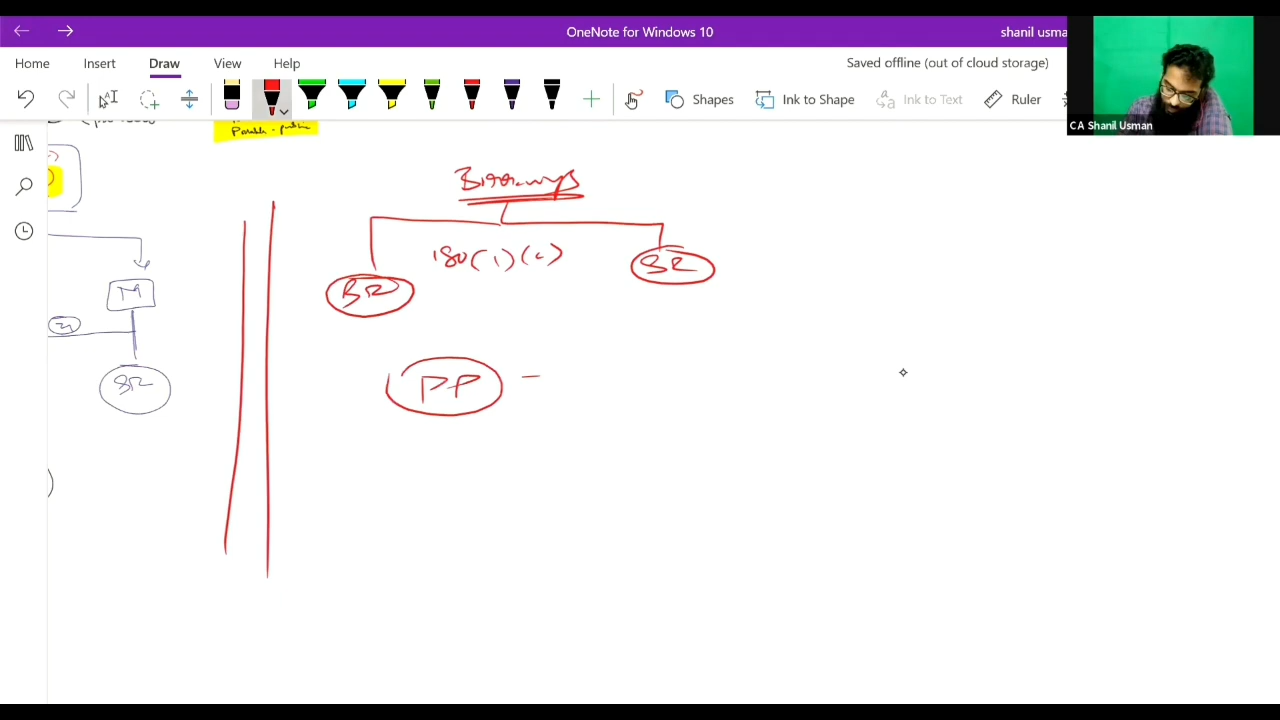 OneNote for Windows 10
shanil usma
Home
Insert
Draw
View
Help
Saved offline (out of cloud storage)
Shapes
Ink to Shape
Ink to Text
Ruler
CA Shanil Usman
Borrowings
180(1)(c)
BR
SR
M
SR
PP -